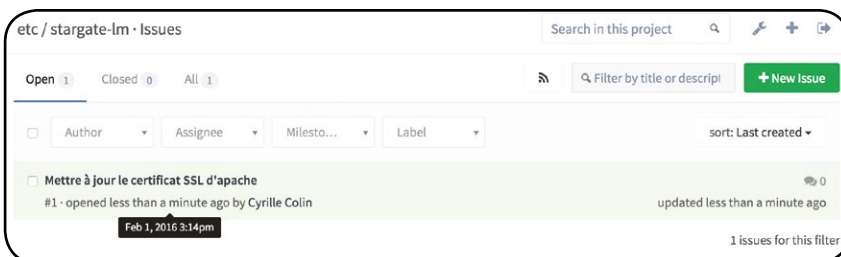 etc / stargate-lm · Issues Search in this project
Open 1 Closed 0 All 1 Filter by title or descript + New Issue
Author Assignee Milesto... Label sort: Last created
Mettre à jour le certificat SSL d'apache 0
#1 · opened less than a minute ago by Cyrille Colin updated less than a minute ago
Feb 1, 2016 3:14pm
1 issues for this filter